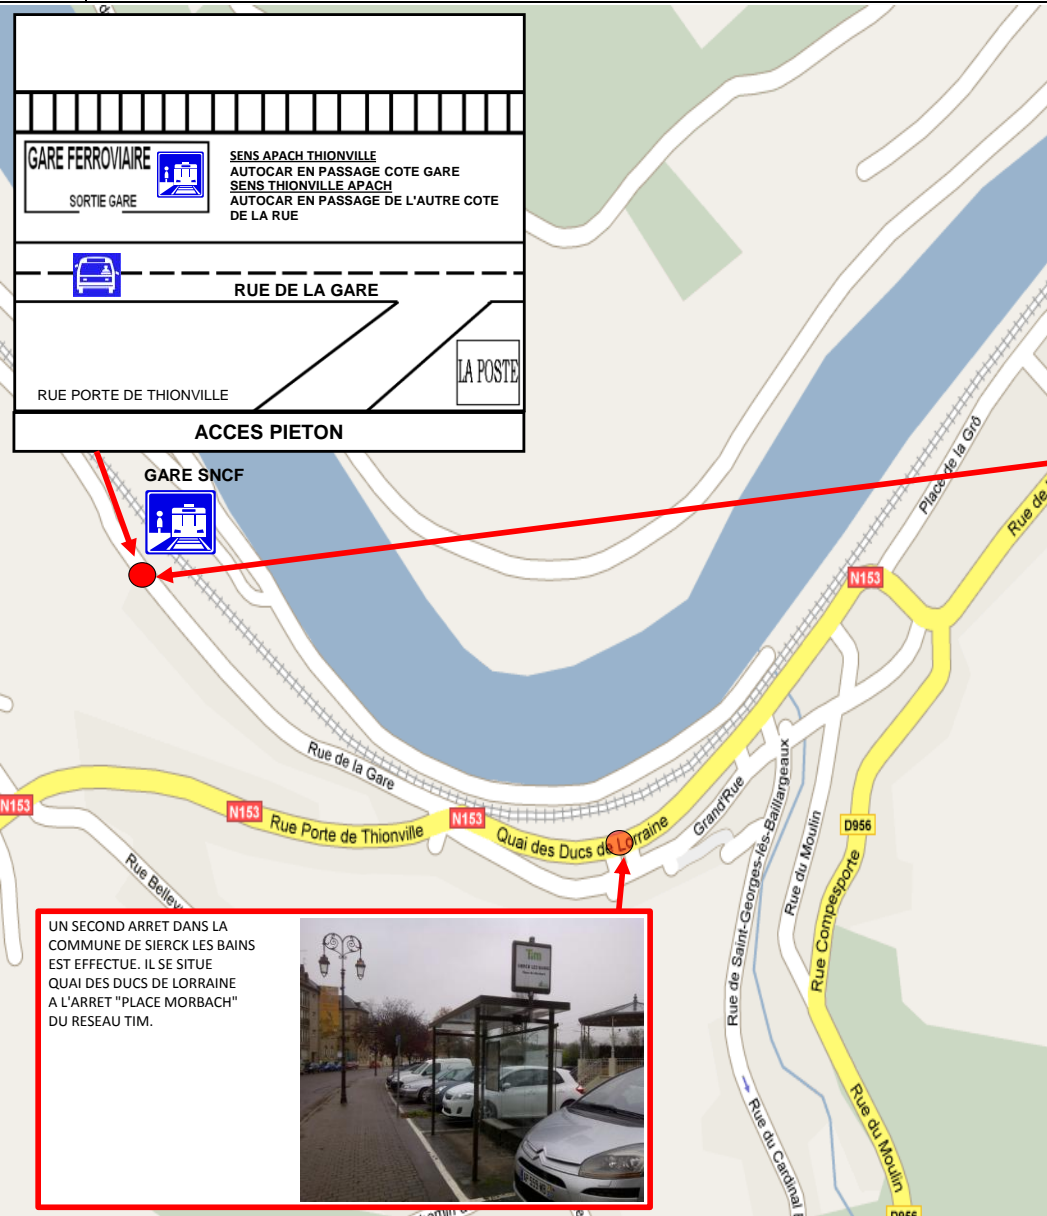 GARE FERROVIAIRE
SORTIE GARE
SENS APACH THIONVILLE
AUTOCAR EN PASSAGE COTE GARE
SENS THIONVILLE APACH
AUTOCAR EN PASSAGE DE L'AUTRE COTE
DE LA RUE
RUE DE LA GARE
LA POSTE
RUE PORTE DE THIONVILLE
ACCES PIETON
GARE SNCF
Place de la Grô
Rue de
N153
Rue de la Gare
N153
N153
Rue Porte de Thionville
N153
Quai des Ducs de Lorraine
Grand'Rue
Rue de Saint-Georges-lès-Baillargeaux
Rue du Moulin
D956
Rue Compesporte
Rue Bellev
UN SECOND ARRET DANS LA
COMMUNE DE SIERCK LES BAINS
EST EFFECTUE. IL SE SITUE
QUAI DES DUCS DE LORRAINE
A L'ARRET "PLACE MORBACH"
DU RESEAU TIM.
Tim
Rue du Moulin
Rue du Cardinal
D956